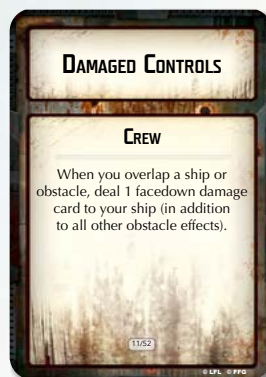 DAMAGED CONTROLS
CREW
When you overlap a ship or
obstacle, deal 1 facedown damage
card to your ship (in addition
to all other obstacle effects).
11/52
© LFL © FFG